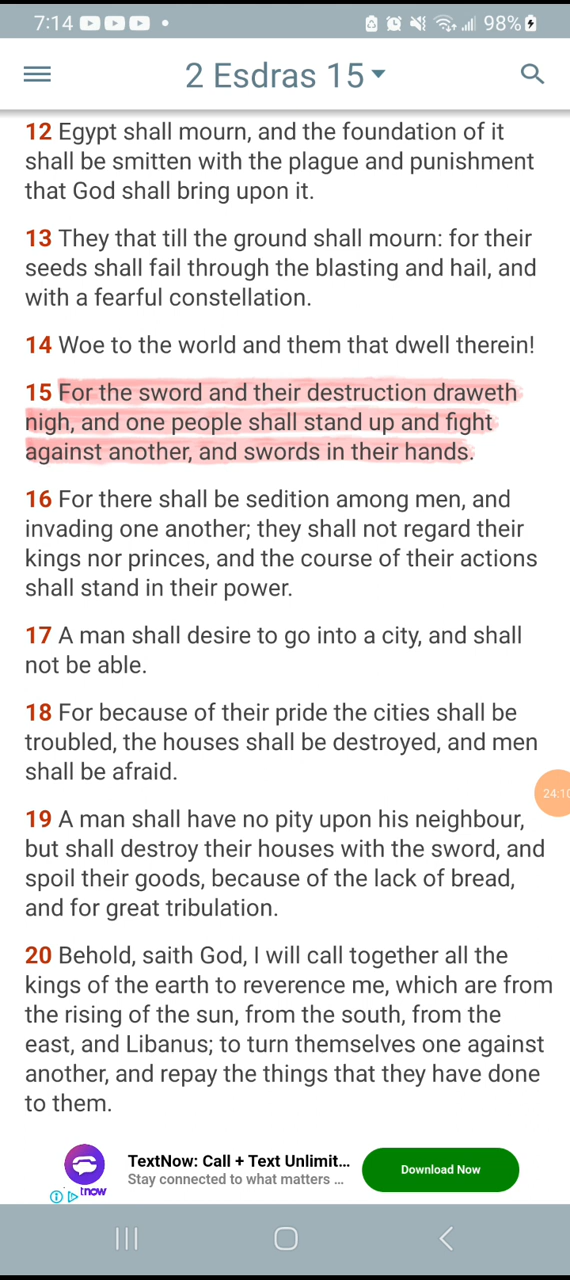 7:14
98%
2 Esdras 15
12 Egypt shall mourn, and the foundation of it
shall be smitten with the plague and punishment
that God shall bring upon it.
13 They that till the ground shall mourn: for their
seeds shall fail through the blasting and hail, and
with a fearful constellation.
14 Woe to the world and them that dwell therein!
15 For the sword and their destruction draweth
nigh, and one people shall stand up and fight
against another, and swords in their hands.
16 For there shall be sedition among men, and
invading one another; they shall not regard their
kings nor princes, and the course of their actions
shall stand in their power.
17 A man shall desire to go into a city, and shall
not be able.
18 For because of their pride the cities shall be
troubled, the houses shall be destroyed, and men
shall be afraid.
24:10
19 A man shall have no pity upon his neighbour,
but shall destroy their houses with the sword, and
spoil their goods, because of the lack of bread,
and for great tribulation.
20 Behold, saith God, I will call together all the
kings of the earth to reverence me, which are from
the rising of the sun, from the south, from the
east, and Libanus; to turn themselves one against
another, and repay the things that they have done
to them.
TextNow: Call + Text Unlimit...
Stay connected to what matters ...
Download Now
tnow